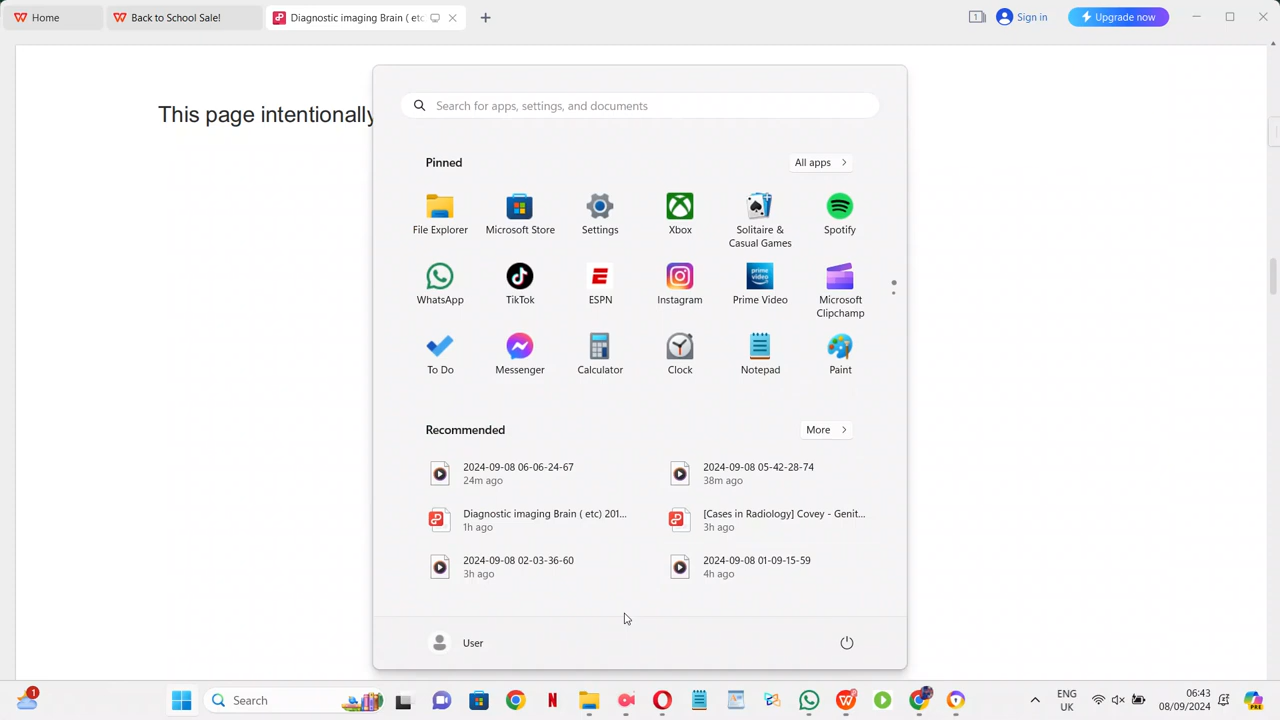 Home
Back to School Sale!
Diagnostic imaging Brain ( etc
1
Sign in
Upgrade now
This page intentionally
Search for apps, settings, and documents
Pinned
All apps
File Explorer
Microsoft Store
Settings
Xbox
Solitaire &
Casual Games
Spotify
WhatsApp
TikTok
ESPN
Instagram
Prime Video
Microsoft
Clipchamp
To Do
Messenger
Calculator
Clock
Notepad
Paint
Recommended
More
2024-09-08 06-06-24-67
24m ago
2024-09-08 05-42-28-74
38m ago
Diagnostic imaging Brain ( etc) 201...
1h ago
[Cases in Radiology] Covey - Genit...
3h ago
2024-09-08 02-03-36-60
3h ago
2024-09-08 01-09-15-59
4h ago
User
1
Search
ENG
UK
06:43
08/09/2024